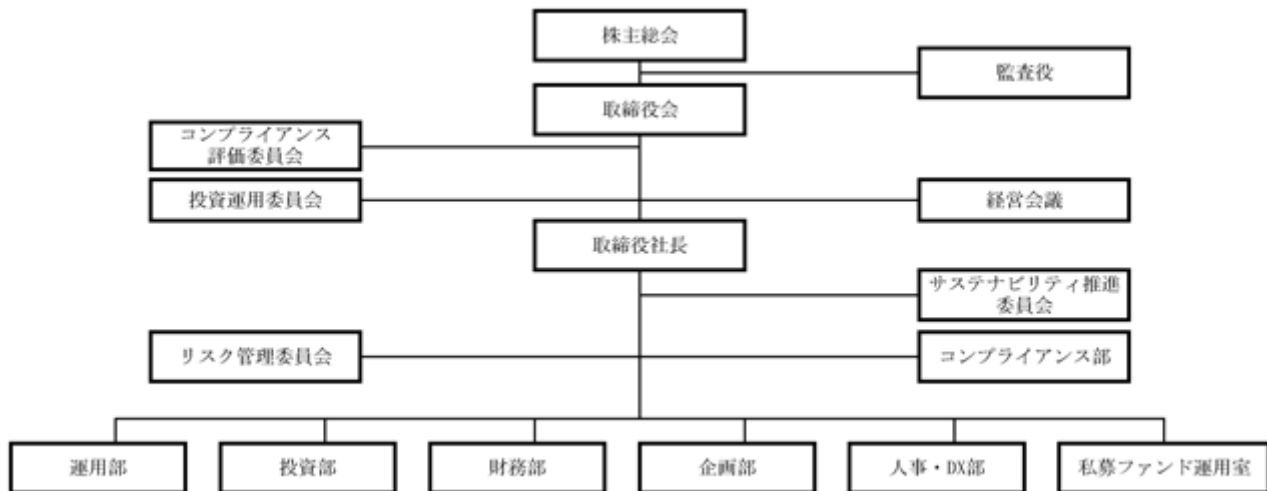 株主総会
監査役
取締役会
コンプライアンス
評価委員会
投資運用委員会
経営会議
取締役社長
サステナビリティ推進
委員会
リスク管理委員会
コンプライアンス部
運用部
投資部
財務部
企画部
人事・DX部
私募ファンド運用室